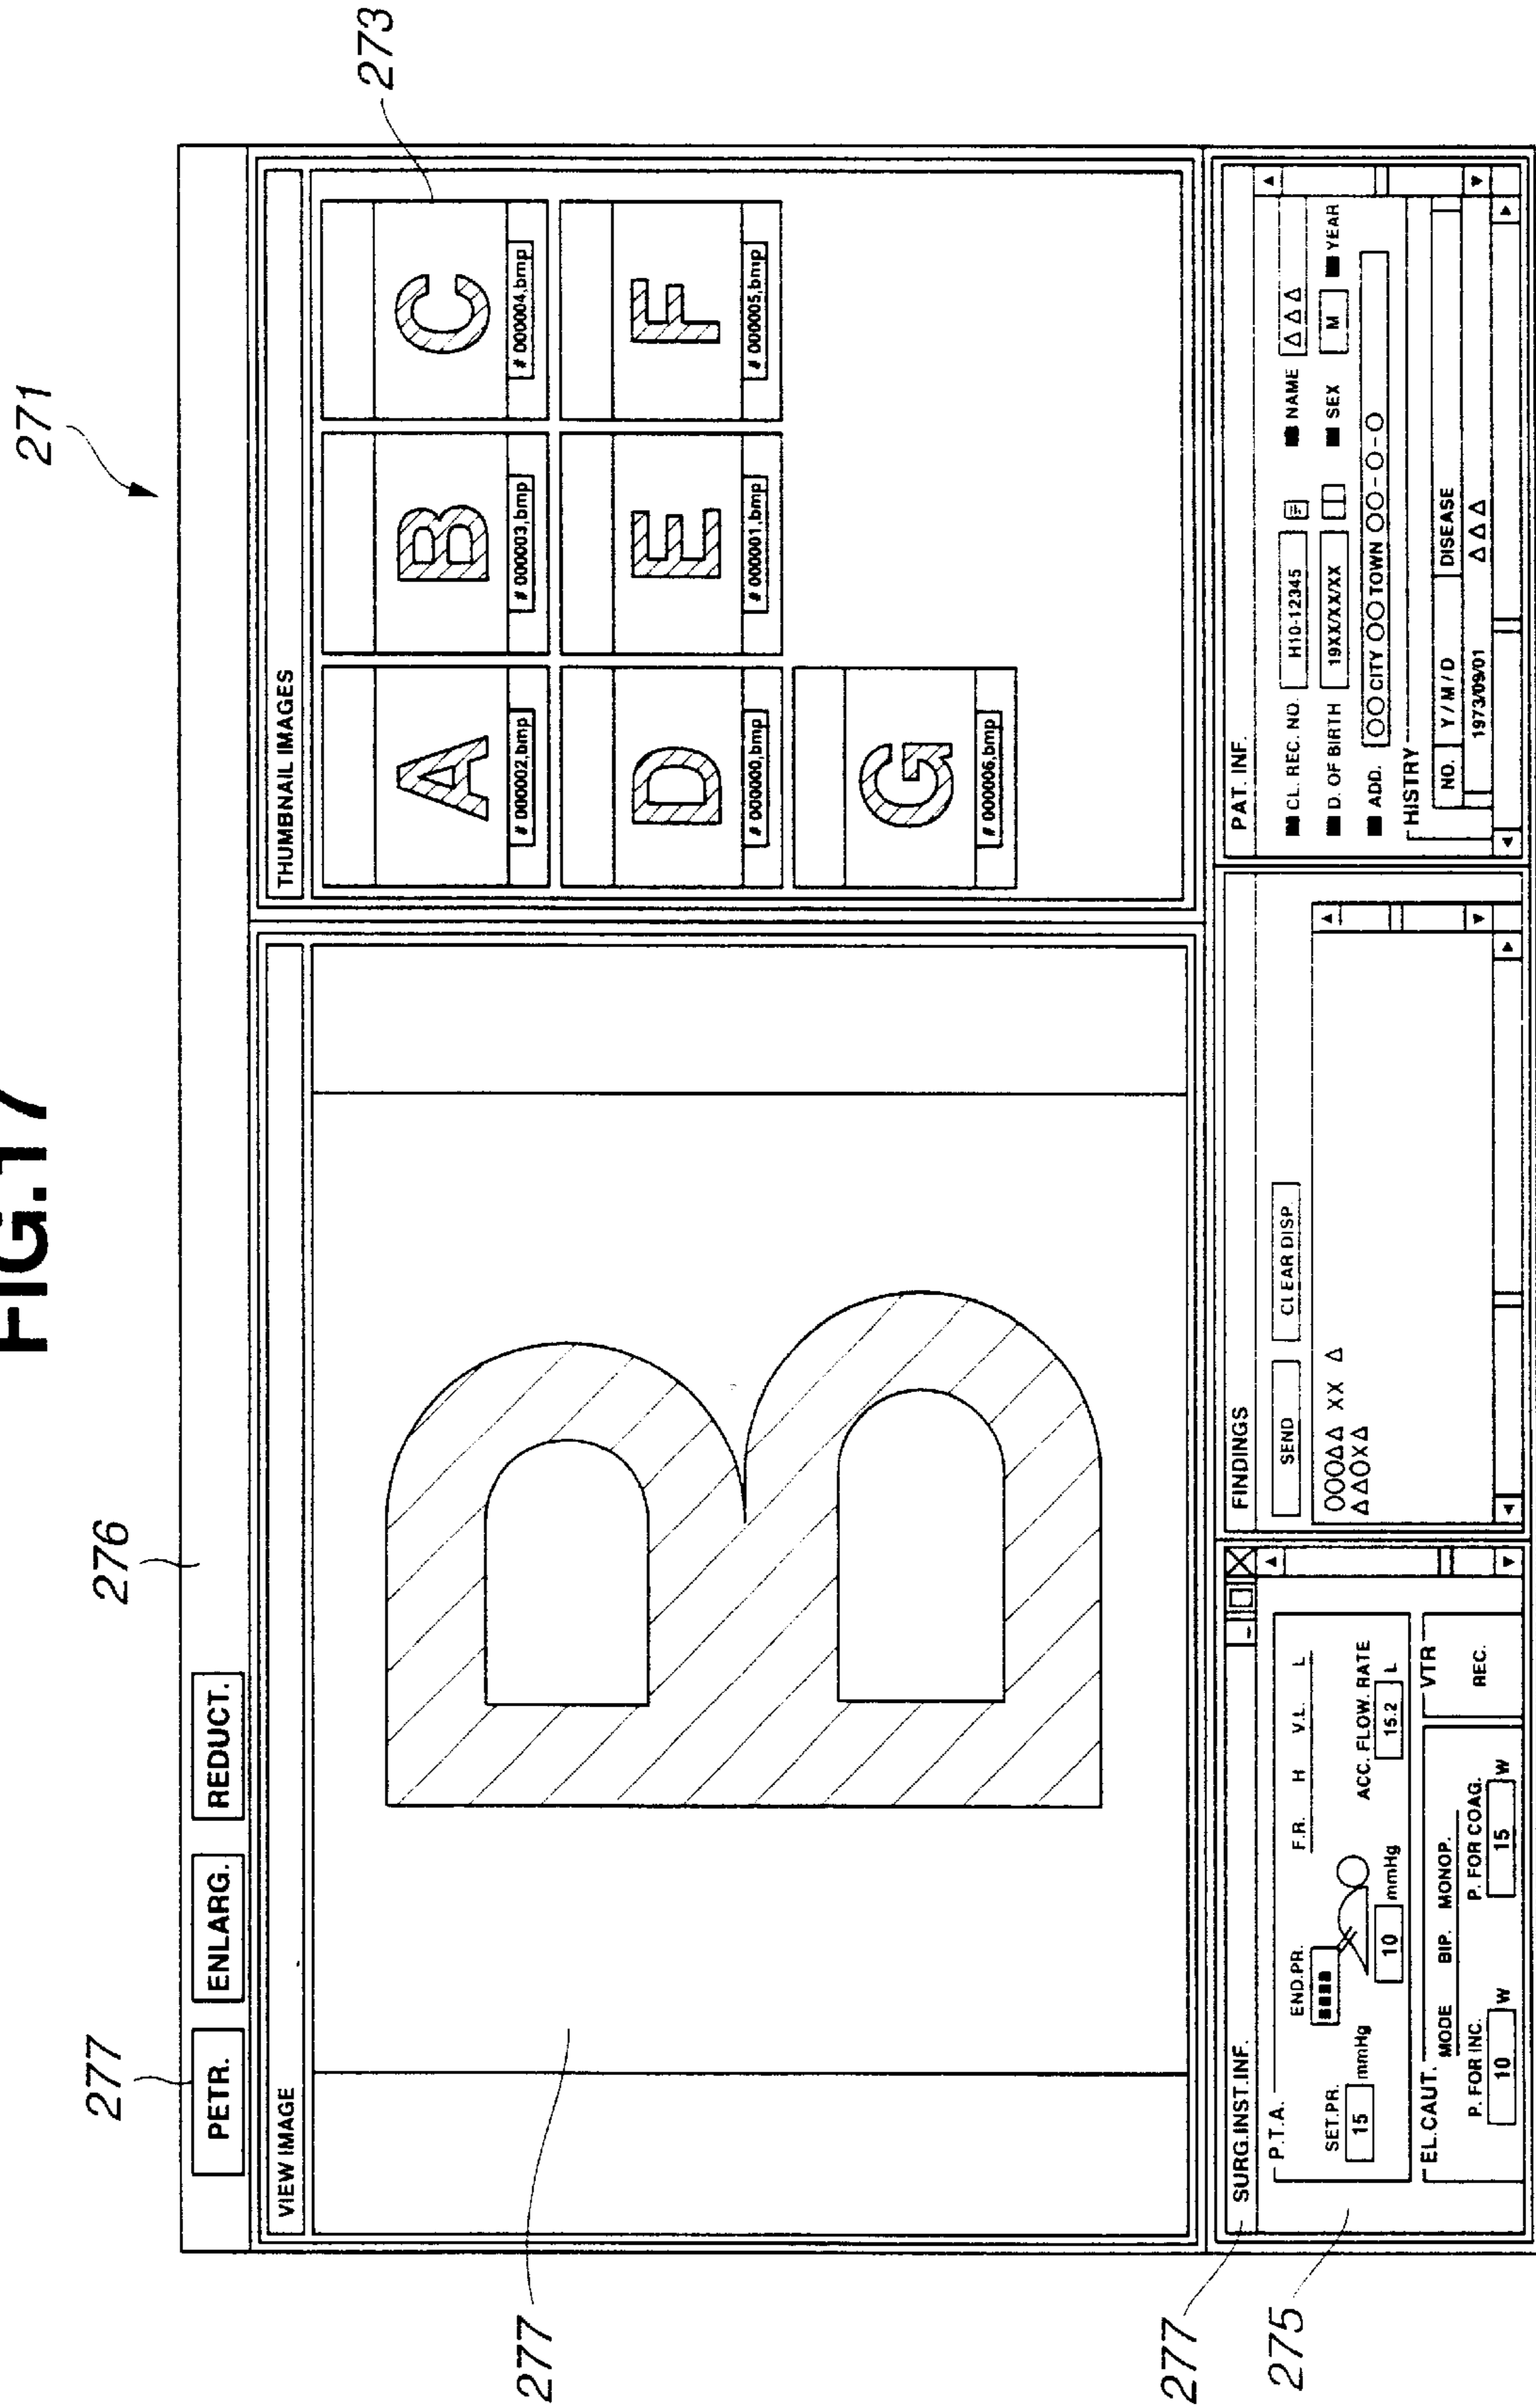 FIG.17
271
276
277
PETR. ENLARG. REDUCT.
VIEW IMAGE
277
THUMBNAIL IMAGES
273
A B C
# 000002,bmp # 000003,bmp # 000004,bmp
D E F
# 000000,bmp # 000001,bmp # 000005,bmp
G
# 000006,bmp
B
277
275
SURG.INST.INF.
P.T.A.
END.PR. F.R. H V.L. L
SET.PR.
15 mmHg
10 mmHg
ACC. FLOW. RATE
15.2 L
EL.CAUT.
MODE BIP. MONOP.
P. FOR INC. P. FOR COAG.
10 W 15 W
VTR
REC.
FINDINGS
SEND CLEAR DISP.
OOO△△ XX △
△△OX△
PAT. INF.
■ CL. REC. NO. H10-12345 ■ NAME △△△
■ D. OF BIRTH 19XX/XX/XX ■ SEX M ■ YEAR
■ ADD. ○○ CITY ○○ TOWN ○○-○-○
HISTRY
NO. Y / M / D DISEASE
1973/09/01 △△△